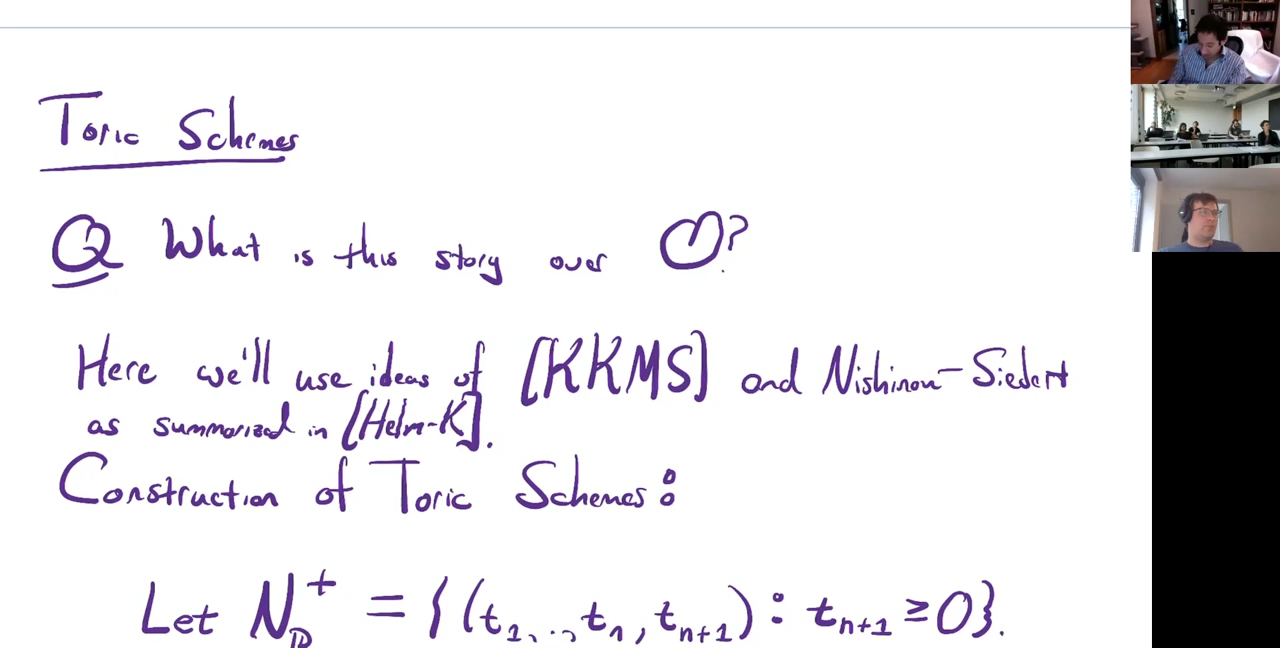 Toric Schemes
Q What is this story over O?
Here we'll use ideas of [KKMS] and Nishinou-Siebert
as summarized in [Helm-K].
Construction of Toric Schemes:
Let N_R^+ = {(t_1,..,t_n, t_{n+1}) : t_{n+1} ≥ 0}.